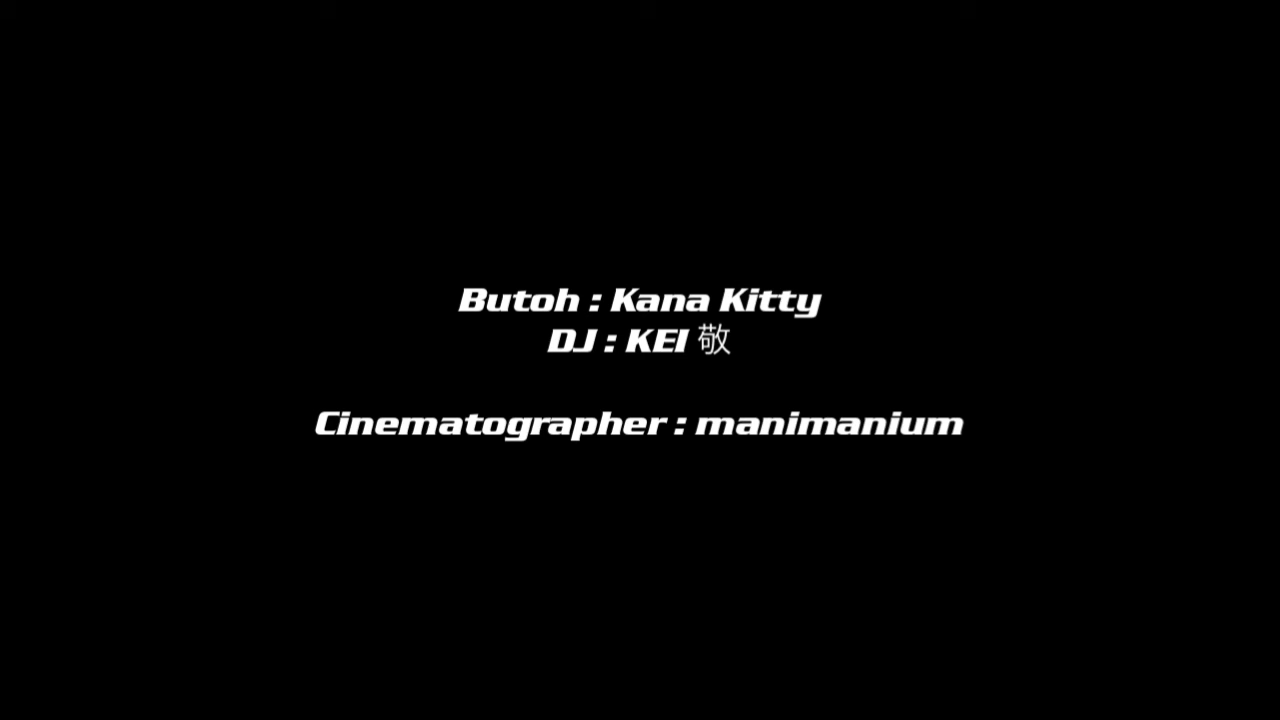 Butoh : Kana Kitty
DJ : KEI 敬
Cinematographer : manimanium